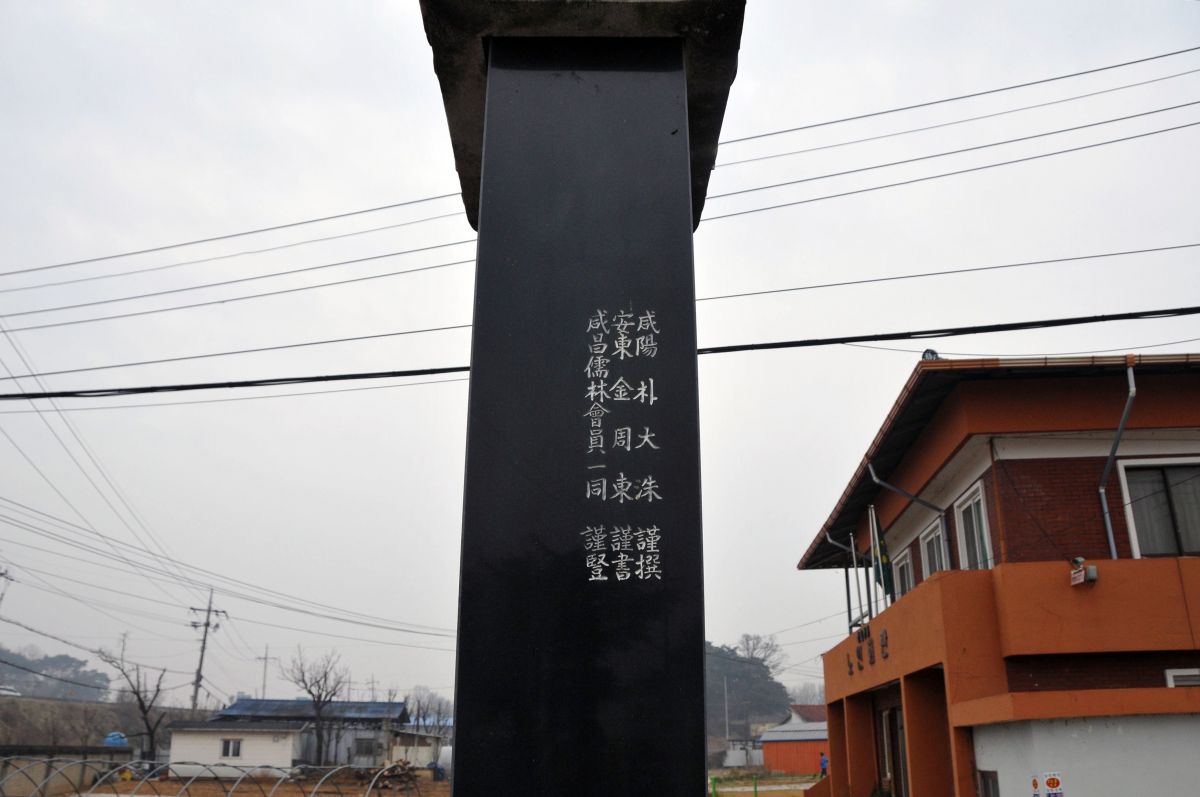 咸陽 朴大洙 謹撰
安東 金周東 謹書
咸昌儒林會員一同 謹豎